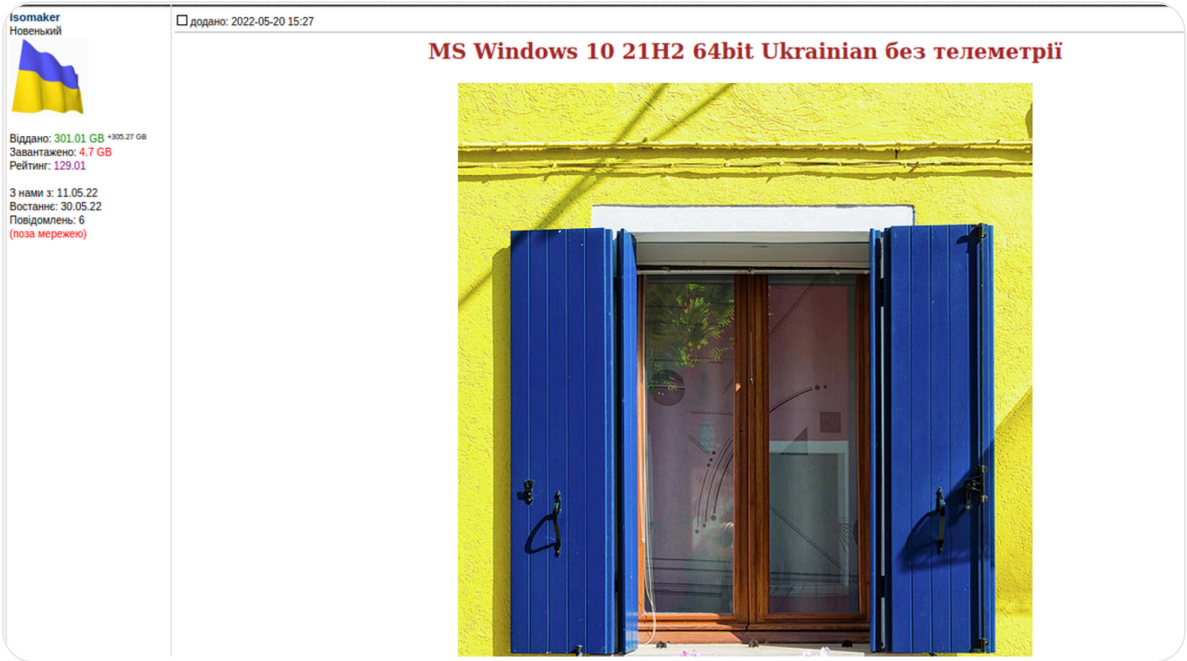 Isomaker
Новенький
Віддано: 301.01 GB +305.27 GB
Завантажено: 4.7 GB
Рейтинг: 129.01
З нами з: 11.05.22
Востаннє: 30.05.22
Повідомлень: 6
(поза мережею)
додано: 2022-05-20 15:27
MS Windows 10 21H2 64bit Ukrainian без телеметрії